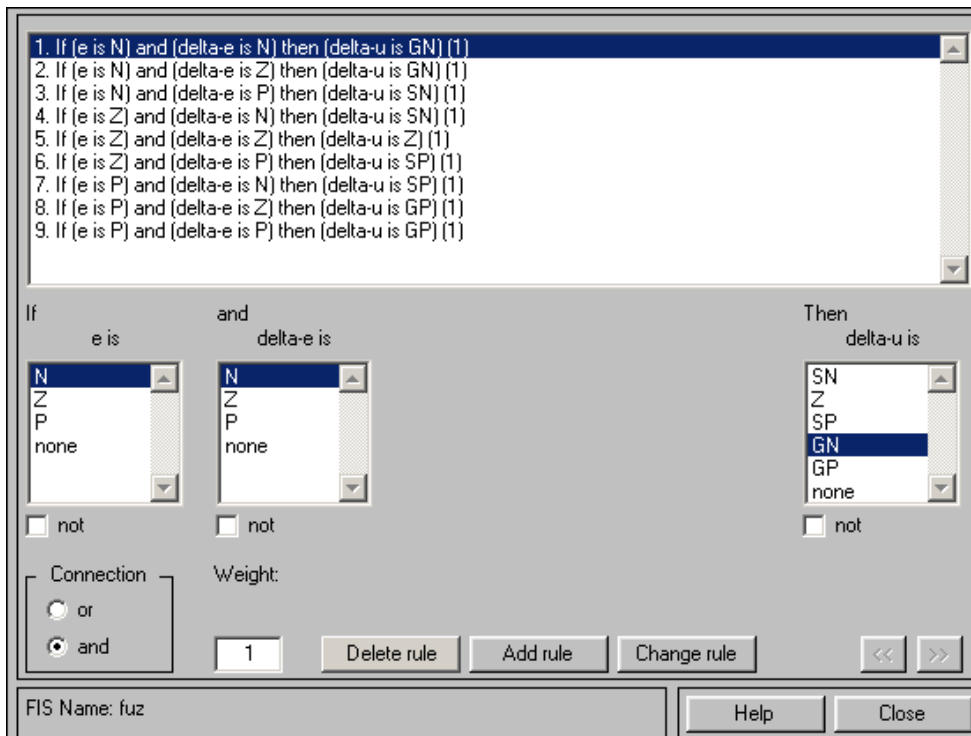 1. If (e is N) and (delta-e is N) then (delta-u is GN) (1)
2. If (e is N) and (delta-e is Z) then (delta-u is GN) (1)
3. If (e is N) and (delta-e is P) then (delta-u is SN) (1)
4. If (e is Z) and (delta-e is N) then (delta-u is SN) (1)
5. If (e is Z) and (delta-e is Z) then (delta-u is Z) (1)
6. If (e is Z) and (delta-e is P) then (delta-u is SP) (1)
7. If (e is P) and (delta-e is N) then (delta-u is SP) (1)
8. If (e is P) and (delta-e is Z) then (delta-u is GP) (1)
9. If (e is P) and (delta-e is P) then (delta-u is GP) (1)
If
e is
N
Z
P
none
not
and
delta-e is
N
Z
P
none
not
Then
delta-u is
SN
Z
SP
GN
GP
none
not
Connection
or
and
Weight:
1
Delete rule
Add rule
Change rule
<<
>>
FIS Name: fuz
Help
Close